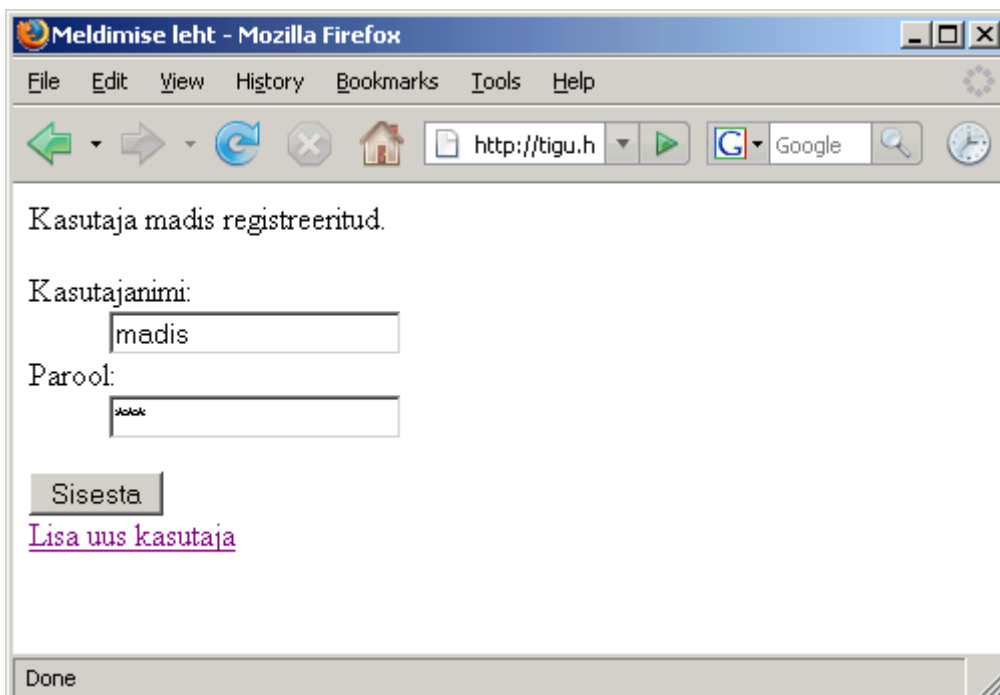 Meldimise leht - Mozilla Firefox
File Edit View History Bookmarks Tools Help
http://tigu.h G Google
Kasutaja madis registreeritud.
Kasutajanimi:
madis
Parool:
***
Sisesta
Lisa uus kasutaja
Done